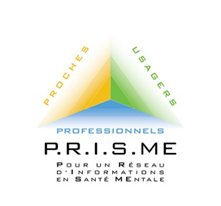 PROCHES
USAGERS
PROFESSIONNELS
P.R.I.S.ME
POUR UN RÉSEAU
D'INFORMATIONS
EN SANTÉ MENTALE